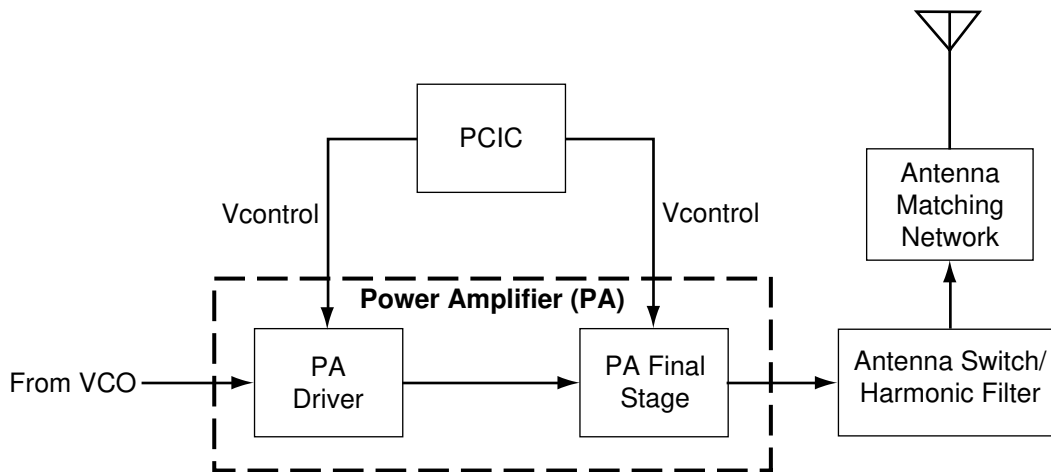 PCIC
Antenna
Matching
Network
Vcontrol
Vcontrol
Power Amplifier (PA)
From VCO
PA
Driver
PA Final
Stage
Antenna Switch/
Harmonic Filter